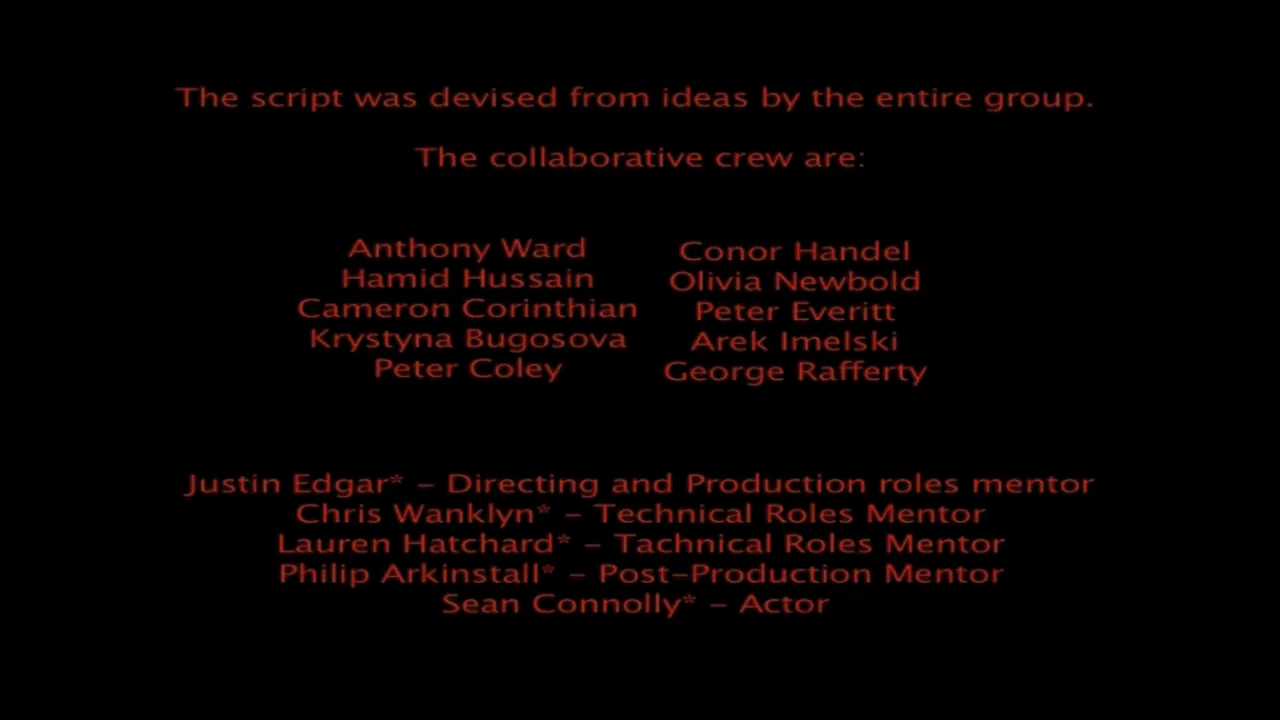 The script was devised from ideas by the entire group.
The collaborative crew are:
Anthony Ward
Hamid Hussain
Cameron Corinthian
Krystyna Bugosova
Peter Coley
Conor Handel
Olivia Newbold
Peter Everitt
Arek Imelski
George Rafferty
Justin Edgar* – Directing and Production roles mentor
Chris Wanklyn* – Technical Roles Mentor
Lauren Hatchard* – Tachnical Roles Mentor
Philip Arkinstall* – Post–Production Mentor
Sean Connolly* – Actor